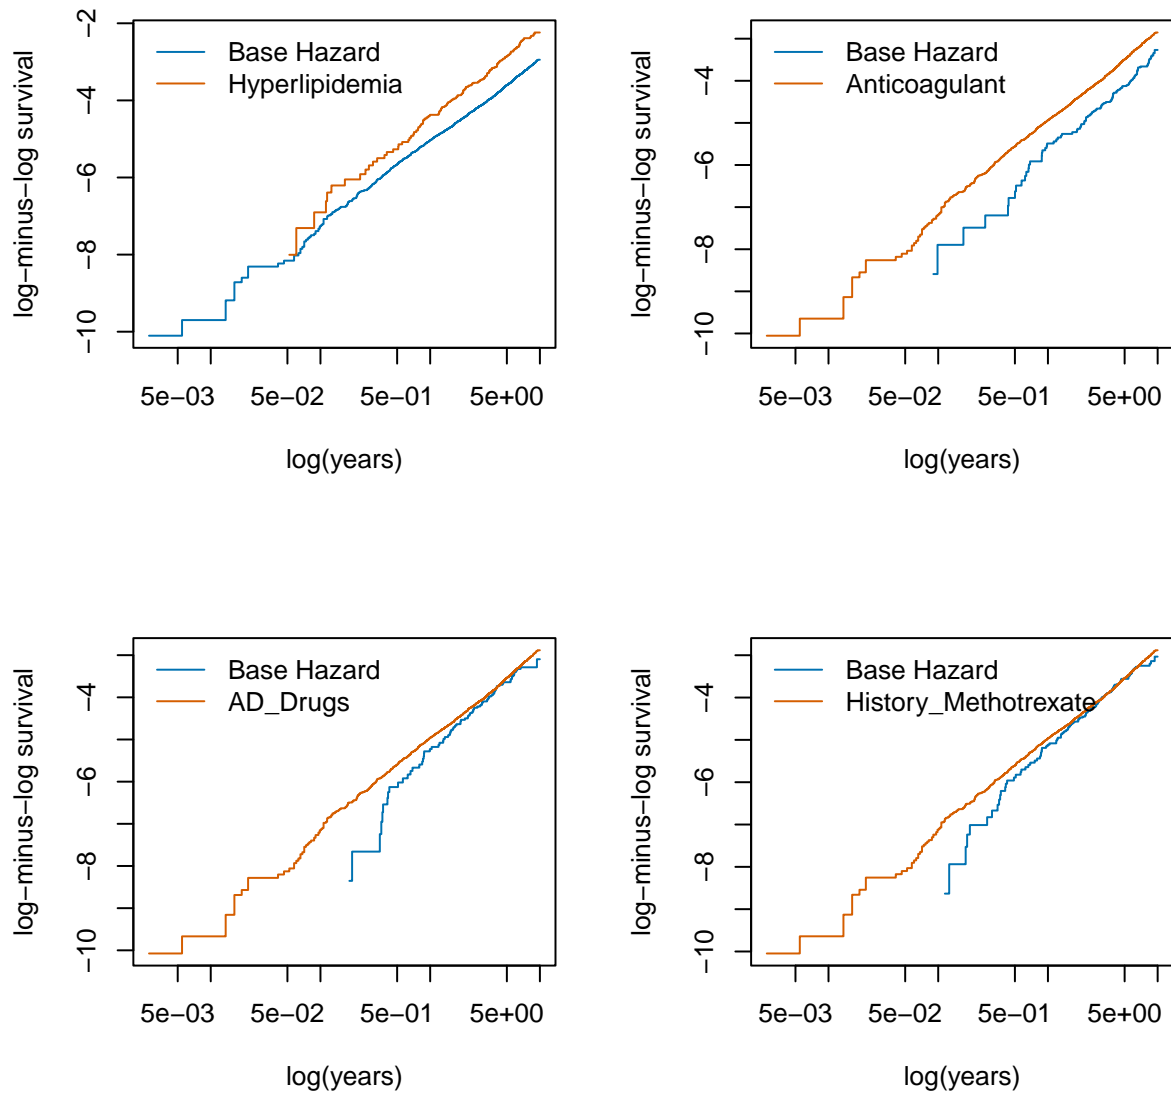 log−minus−log survival
−2
−4
−6
−8
−10
Base Hazard
Hyperlipidemia
5e−03 5e−02 5e−01 5e+00
log(years)
log−minus−log survival
−4
−6
−8
−10
Base Hazard
Anticoagulant
5e−03 5e−02 5e−01 5e+00
log(years)
log−minus−log survival
−4
−6
−8
−10
Base Hazard
AD_Drugs
5e−03 5e−02 5e−01 5e+00
log(years)
log−minus−log survival
−4
−6
−8
−10
Base Hazard
History_Methotrexate
5e−03 5e−02 5e−01 5e+00
log(years)